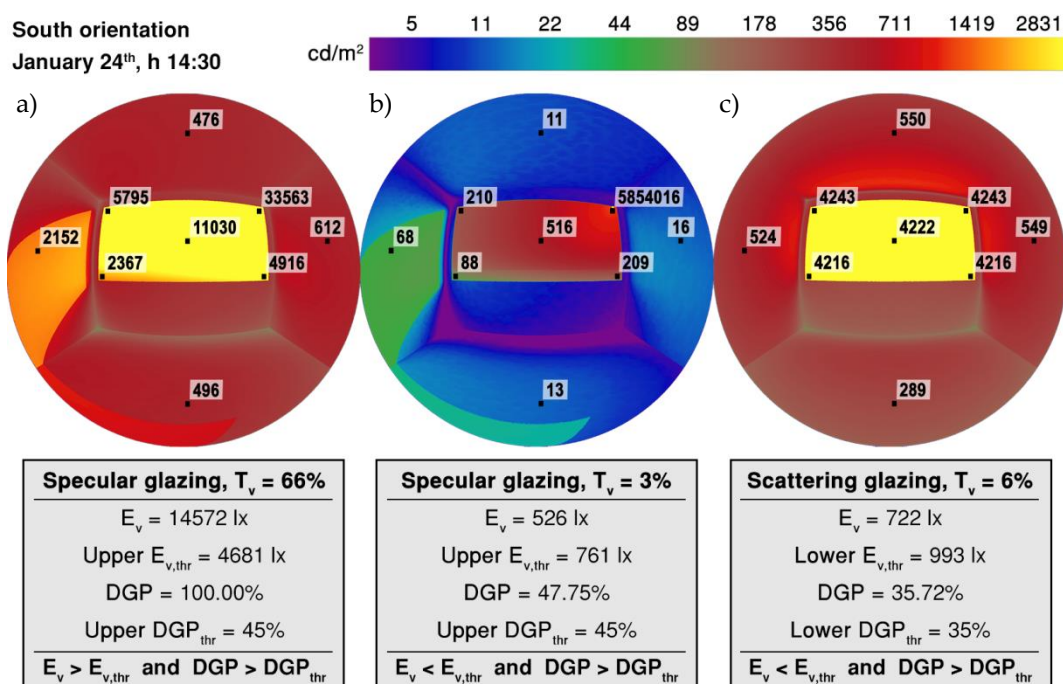 South orientation
January 24th, h 14:30
cd/m²
5 11 22 44 89 178 356 711 1419 2831
a)
476
5795
33563
2152
11030
612
2367
4916
496
b)
11
210
5854016
68
516
16
88
209
13
c)
550
4243
4243
524
4222
549
4216
4216
289
Specular glazing, Tv = 66%
Ev = 14572 lx
Upper Ev,thr = 4681 lx
DGP = 100.00%
Upper DGPthr = 45%
Ev > Ev,thr and DGP > DGPthr
Specular glazing, Tv = 3%
Ev = 526 lx
Upper Ev,thr = 761 lx
DGP = 47.75%
Upper DGPthr = 45%
Ev < Ev,thr and DGP > DGPthr
Scattering glazing, Tv = 6%
Ev = 722 lx
Lower Ev,thr = 993 lx
DGP = 35.72%
Lower DGPthr = 35%
Ev < Ev,thr and DGP > DGPthr